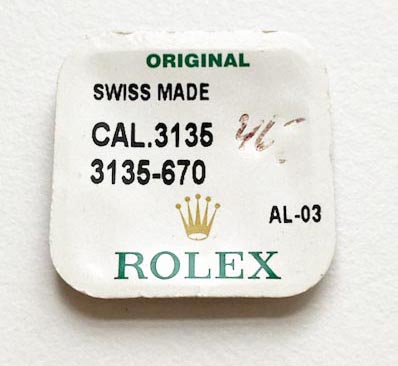 ORIGINAL
SWISS MADE
CAL.3135
3135-670
AL-03
ROLEX